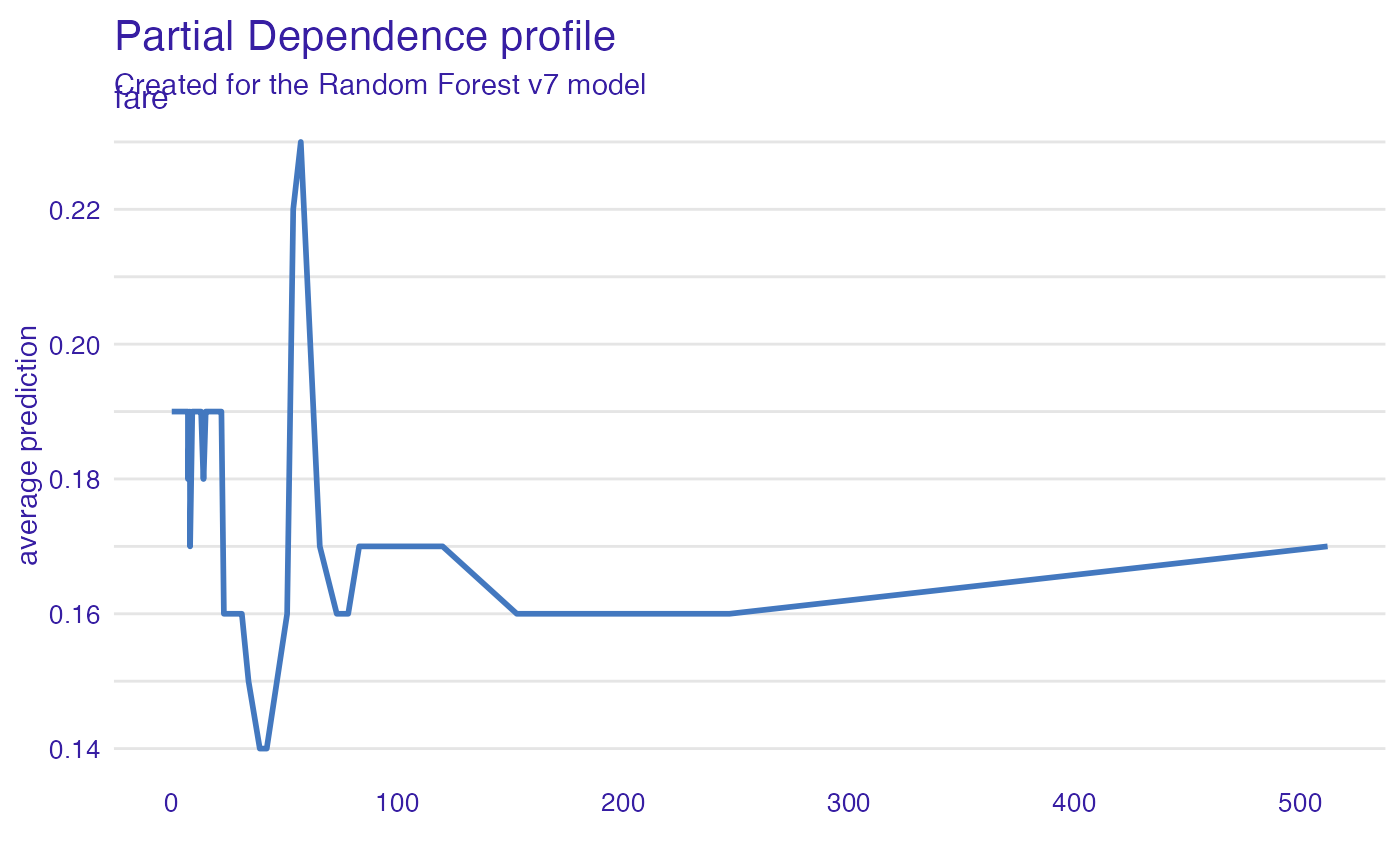 Partial Dependence profile
Created for the Random Forest v7 model
fare
average prediction
0.22
0.20
0.18
0.16
0.14
0 100 200 300 400 500